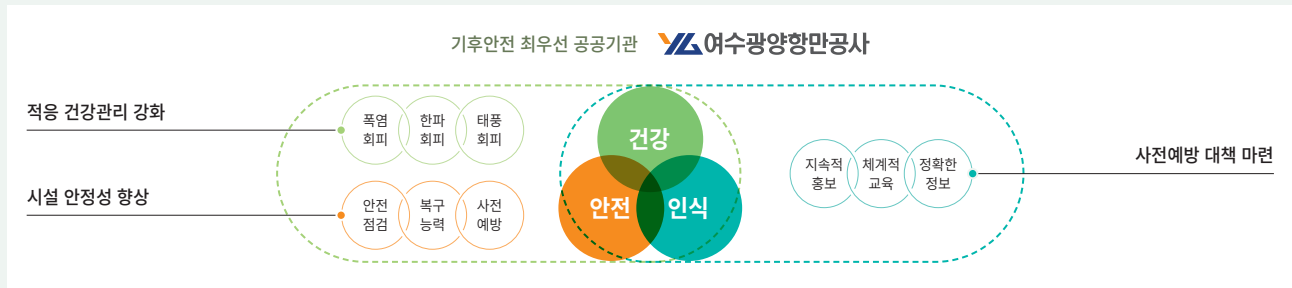 기후안전 최우선 공공기관 여수광양항만공사
적응 건강관리 강화
폭염
회피
한파
회피
태풍
회피
시설 안정성 향상
안전
점검
복구
능력
사전
예방
건강
안전
인식
지속적
홍보
체계적
교육
정확한
정보
사전예방 대책 마련